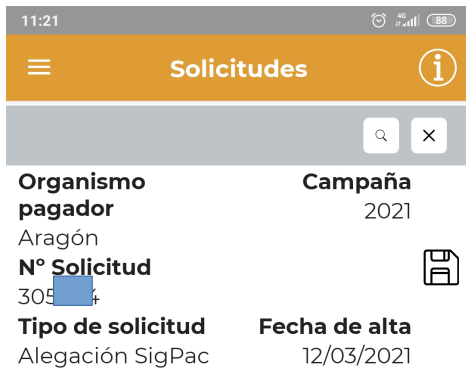 11:21 4G 88
Solicitudes
Organismo pagador Campaña
2021
Aragón
Nº Solicitud
Tipo de solicitud Fecha de alta
Alegación SigPac 12/03/2021